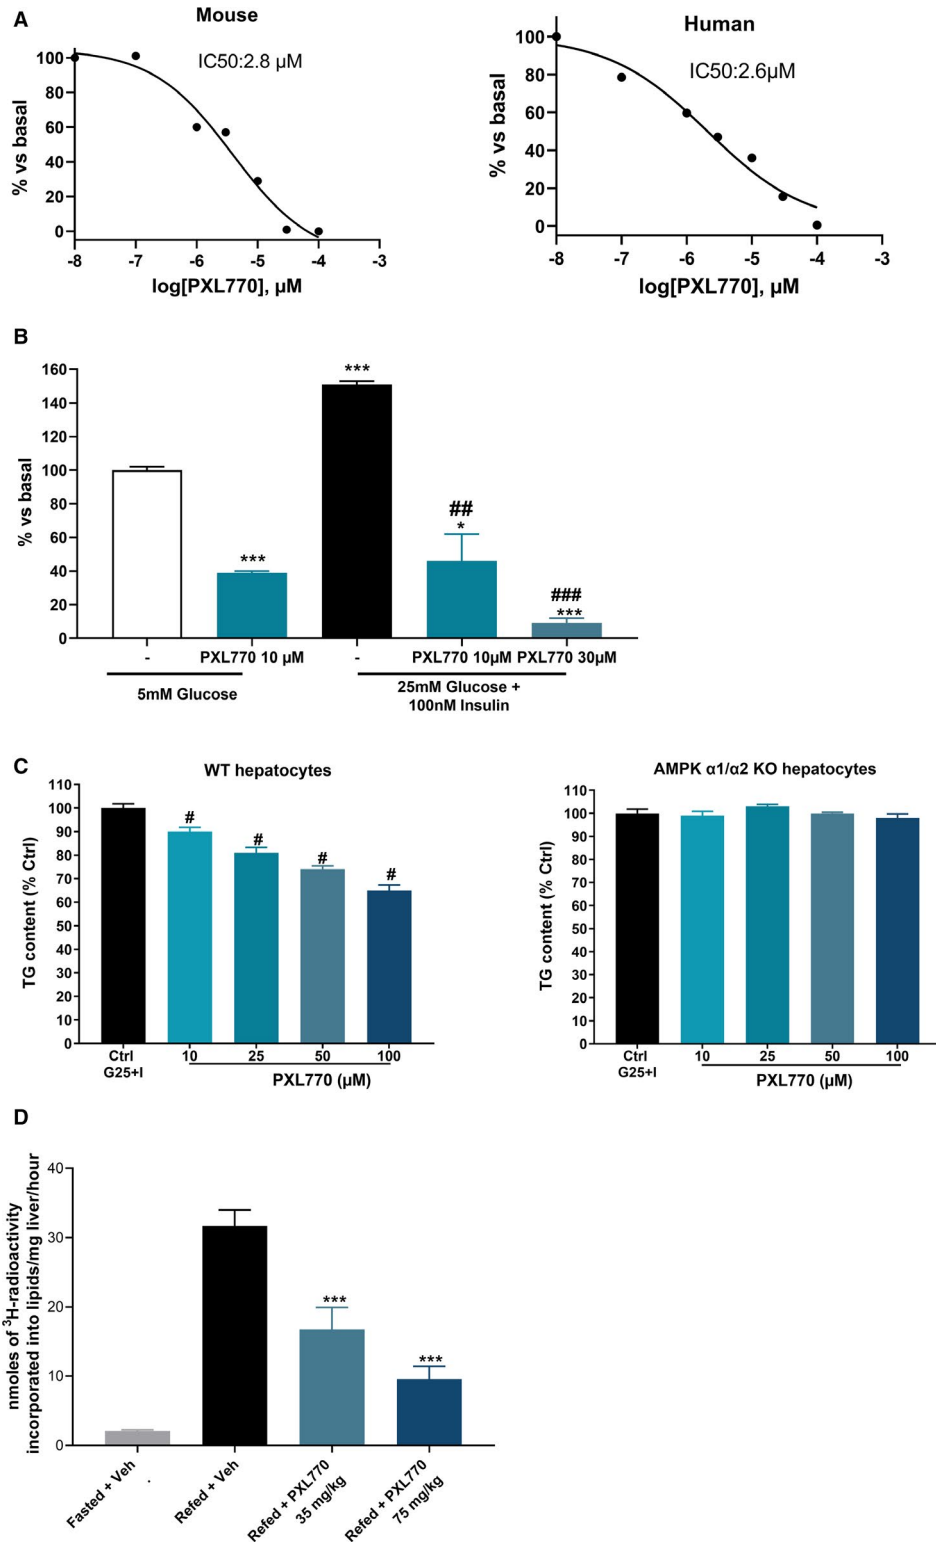 A
Mouse
IC50:2.8 μM
% vs basal
100
80
60
40
20
0
-8 -7 -6 -5 -4 -3
log[PXL770], μM
Human
IC50:2.6μM
% vs basal
100
80
60
40
20
0
-8 -7 -6 -5 -4 -3
log[PXL770], μM
B
% vs basal
160
140
120
100
80
60
40
20
0
***
***
##
*
###
***
- PXL770 10 μM - PXL770 10μM PXL770 30μM
5mM Glucose
25mM Glucose +
100nM Insulin
C
WT hepatocytes
TG content (% Ctrl)
110
100
90
80
70
60
50
40
30
20
10
0
# # # #
Ctrl 10 25 50 100
G25+I
PXL770 (μM)
AMPK α1/α2 KO hepatocytes
TG content (% Ctrl)
110
100
90
80
70
60
50
40
30
20
10
0
Ctrl 10 25 50 100
G25+I
PXL770 (μM)
D
nmoles of ³H-radioactivity
incorporated into lipids/mg liver/hour
40
30
20
10
0
***
***
Fasted + Veh
.
Refed + Veh
Refed + PXL770
35 mg/kg
Refed + PXL770
75 mg/kg